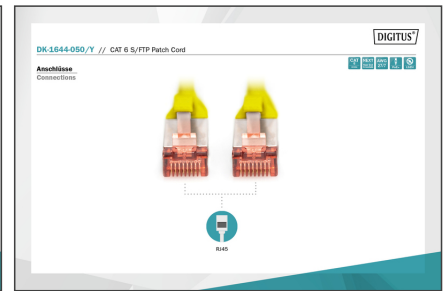 DIGITUS®
DK-1644-050/Y // CAT 6 S/FTP Patch Cord
Anschlüsse
Connections
RJ45